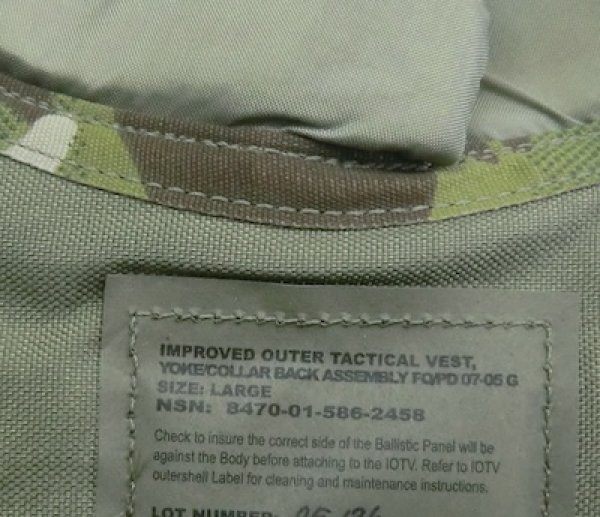 IMPROVED OUTER TACTICAL VEST,
YOKE/COLLAR BACK ASSEMBLY FQ/PD 07-05 G
SIZE: LARGE
NSN: 8470-01-586-2458
Check to insure the correct side of the Ballistic Panel will be
against the Body before attaching to the IOTV. Refer to IOTV
outershell Label for cleaning and maintenance instructions.
LOT NUMBER: